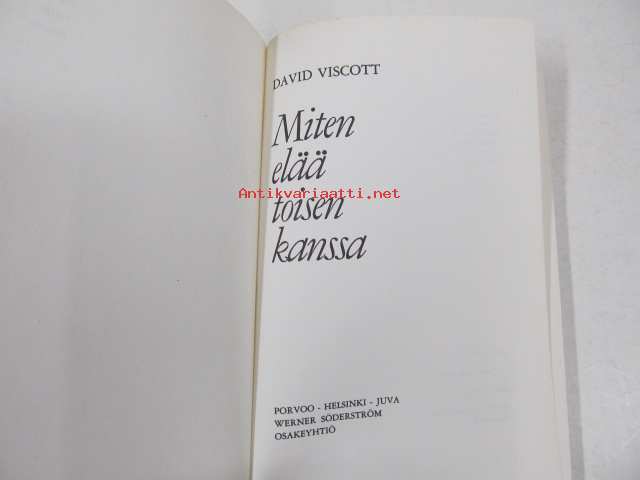 DAVID VISCOTT
Miten
elää
Antikvariaatti.net
toisen
kanssa
PORVOO - HELSINKI - JUVA
WERNER SÖDERSTRÖM
OSAKEYHTIÖ